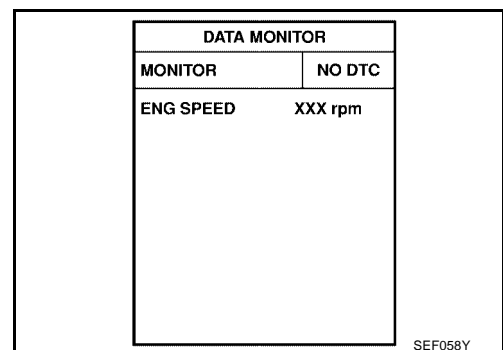 DATA MONITOR
MONITOR NO DTC
ENG SPEED XXX rpm
SEF058Y